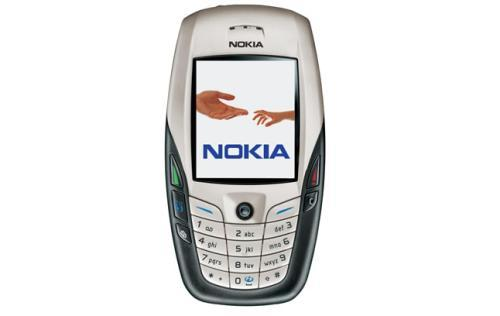 NOKIA
NOKIA
1 2 abc def 3
4 ghi 5 jkl mno 6
7 pqrs 8 tuv wxyz 9
* + 0 #